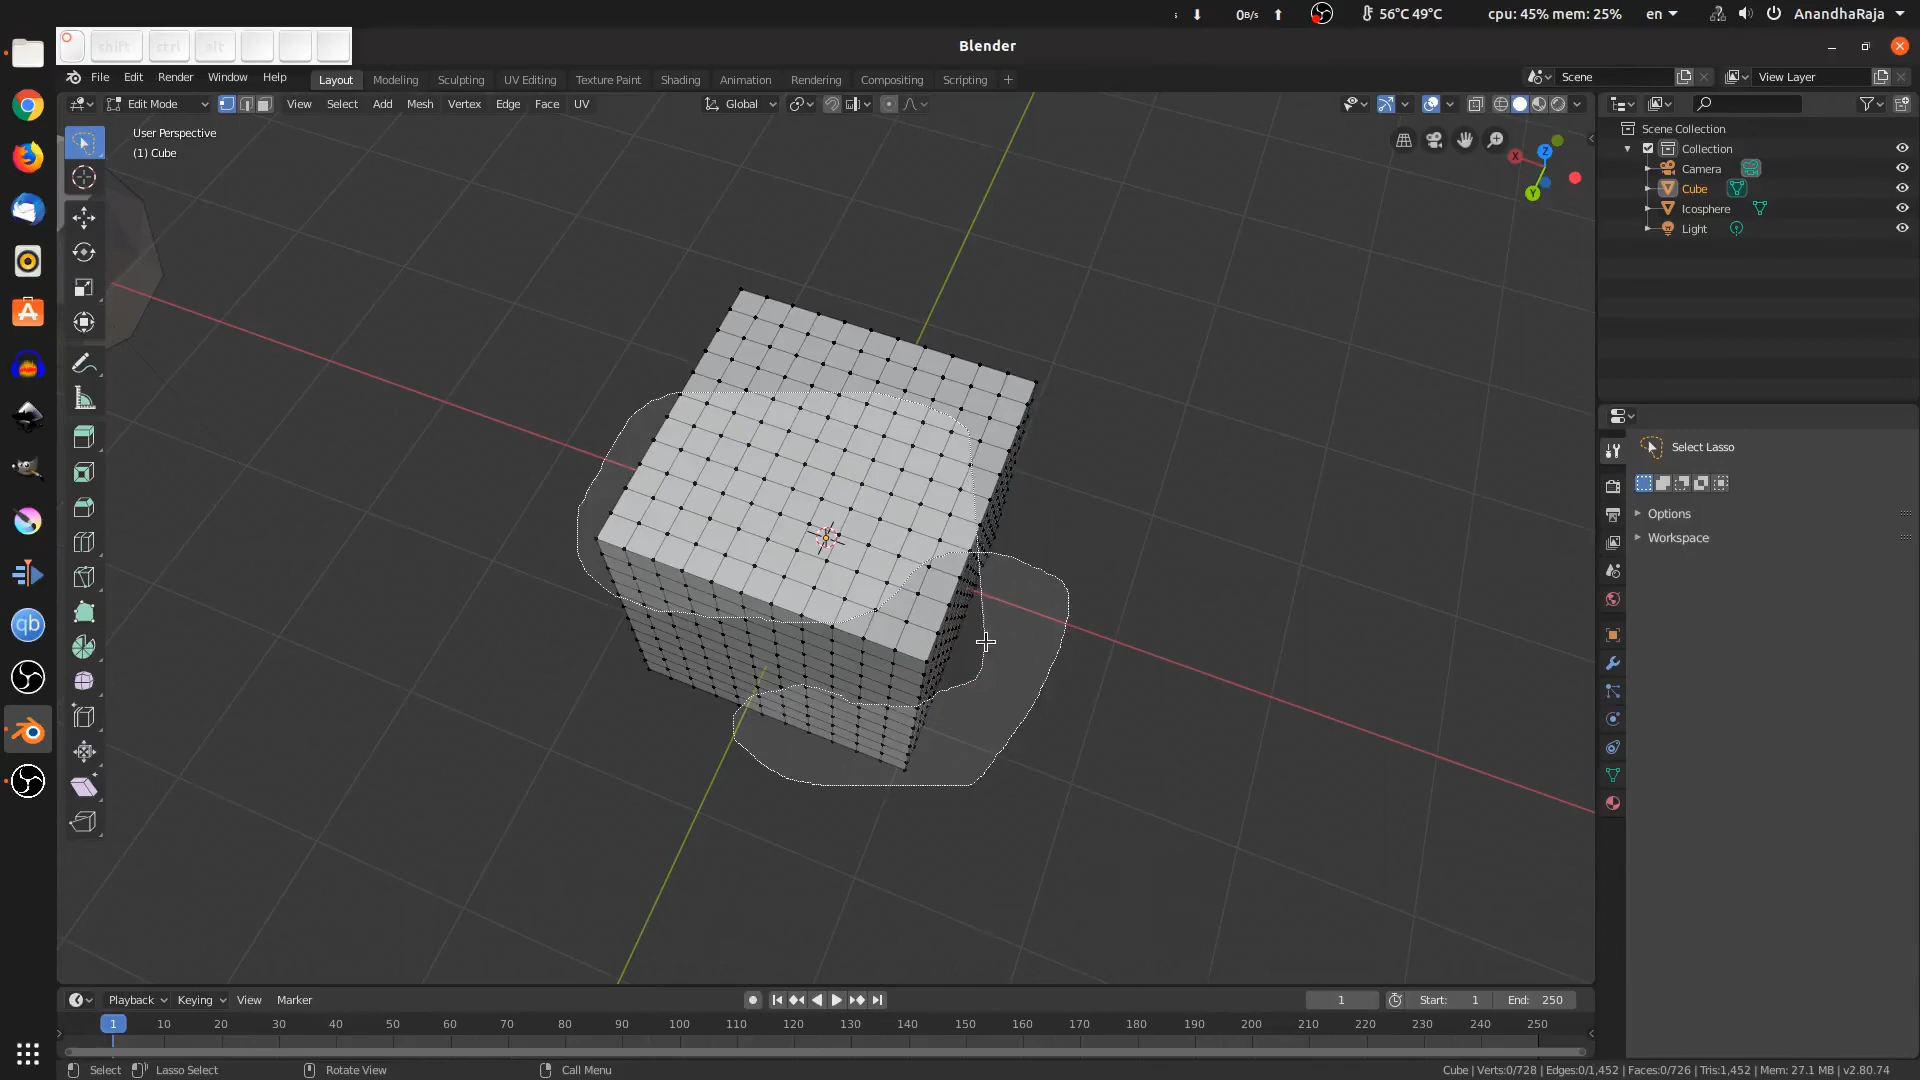 0B/s 56°C 49°C cpu: 45% mem: 25% en AnandhaRaja
shift ctrl alt
Blender
File Edit Render Window Help
Layout Modeling Sculpting UV Editing Texture Paint Shading Animation Rendering Compositing Scripting +
Scene View Layer
Edit Mode View Select Add Mesh Vertex Edge Face UV Global
User Perspective
(1) Cube
X Z Y
Scene Collection
Collection
Camera
Cube
Icosphere
Light
Select Lasso
Options
Workspace
qb
Playback Keying View Marker 1 Start: 1 End: 250
1 10 20 30 40 50 60 70 80 90 100 110 120 130 140 150 160 170 180 190 200 210 220 230 240 250
Select Lasso Select Rotate View Call Menu Cube | Verts:0/728 | Edges:0/1,452 | Faces:0/726 | Tris:1,452 | Mem: 27.1 MB | v2.80.74